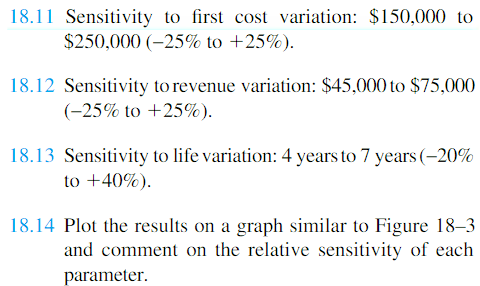 18.11 Sensitivity to first cost variation: $150,000 to
$250,000 (–25% to +25%).
18.12 Sensitivity to revenue variation: $45,000 to $75,000
(–25% to +25%).
18.13 Sensitivity to life variation: 4 years to 7 years (–20%
to +40%).
18.14 Plot the results on a graph similar to Figure 18–3
and comment on the relative sensitivity of each
parameter.